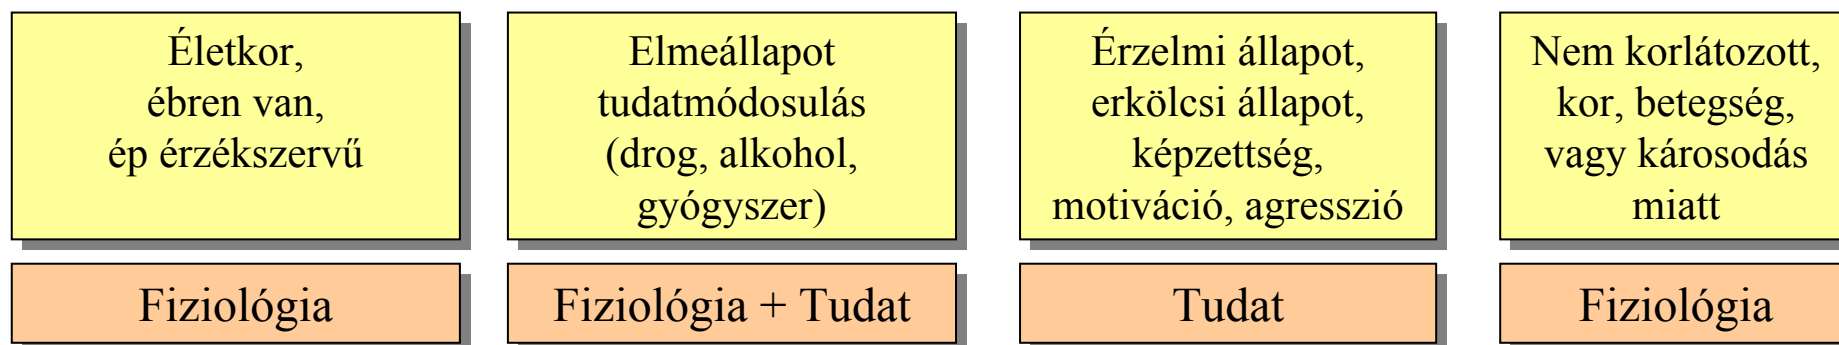 Életkor,
ébren van,
ép érzékszervű
Elmeállapot
tudatmódosulás
(drog, alkohol,
gyógyszer)
Érzelmi állapot,
erkölcsi állapot,
képzettség,
motiváció, agresszió
Nem korlátozott,
kor, betegség,
vagy károsodás
miatt
Fiziológia
Fiziológia + Tudat
Tudat
Fiziológia